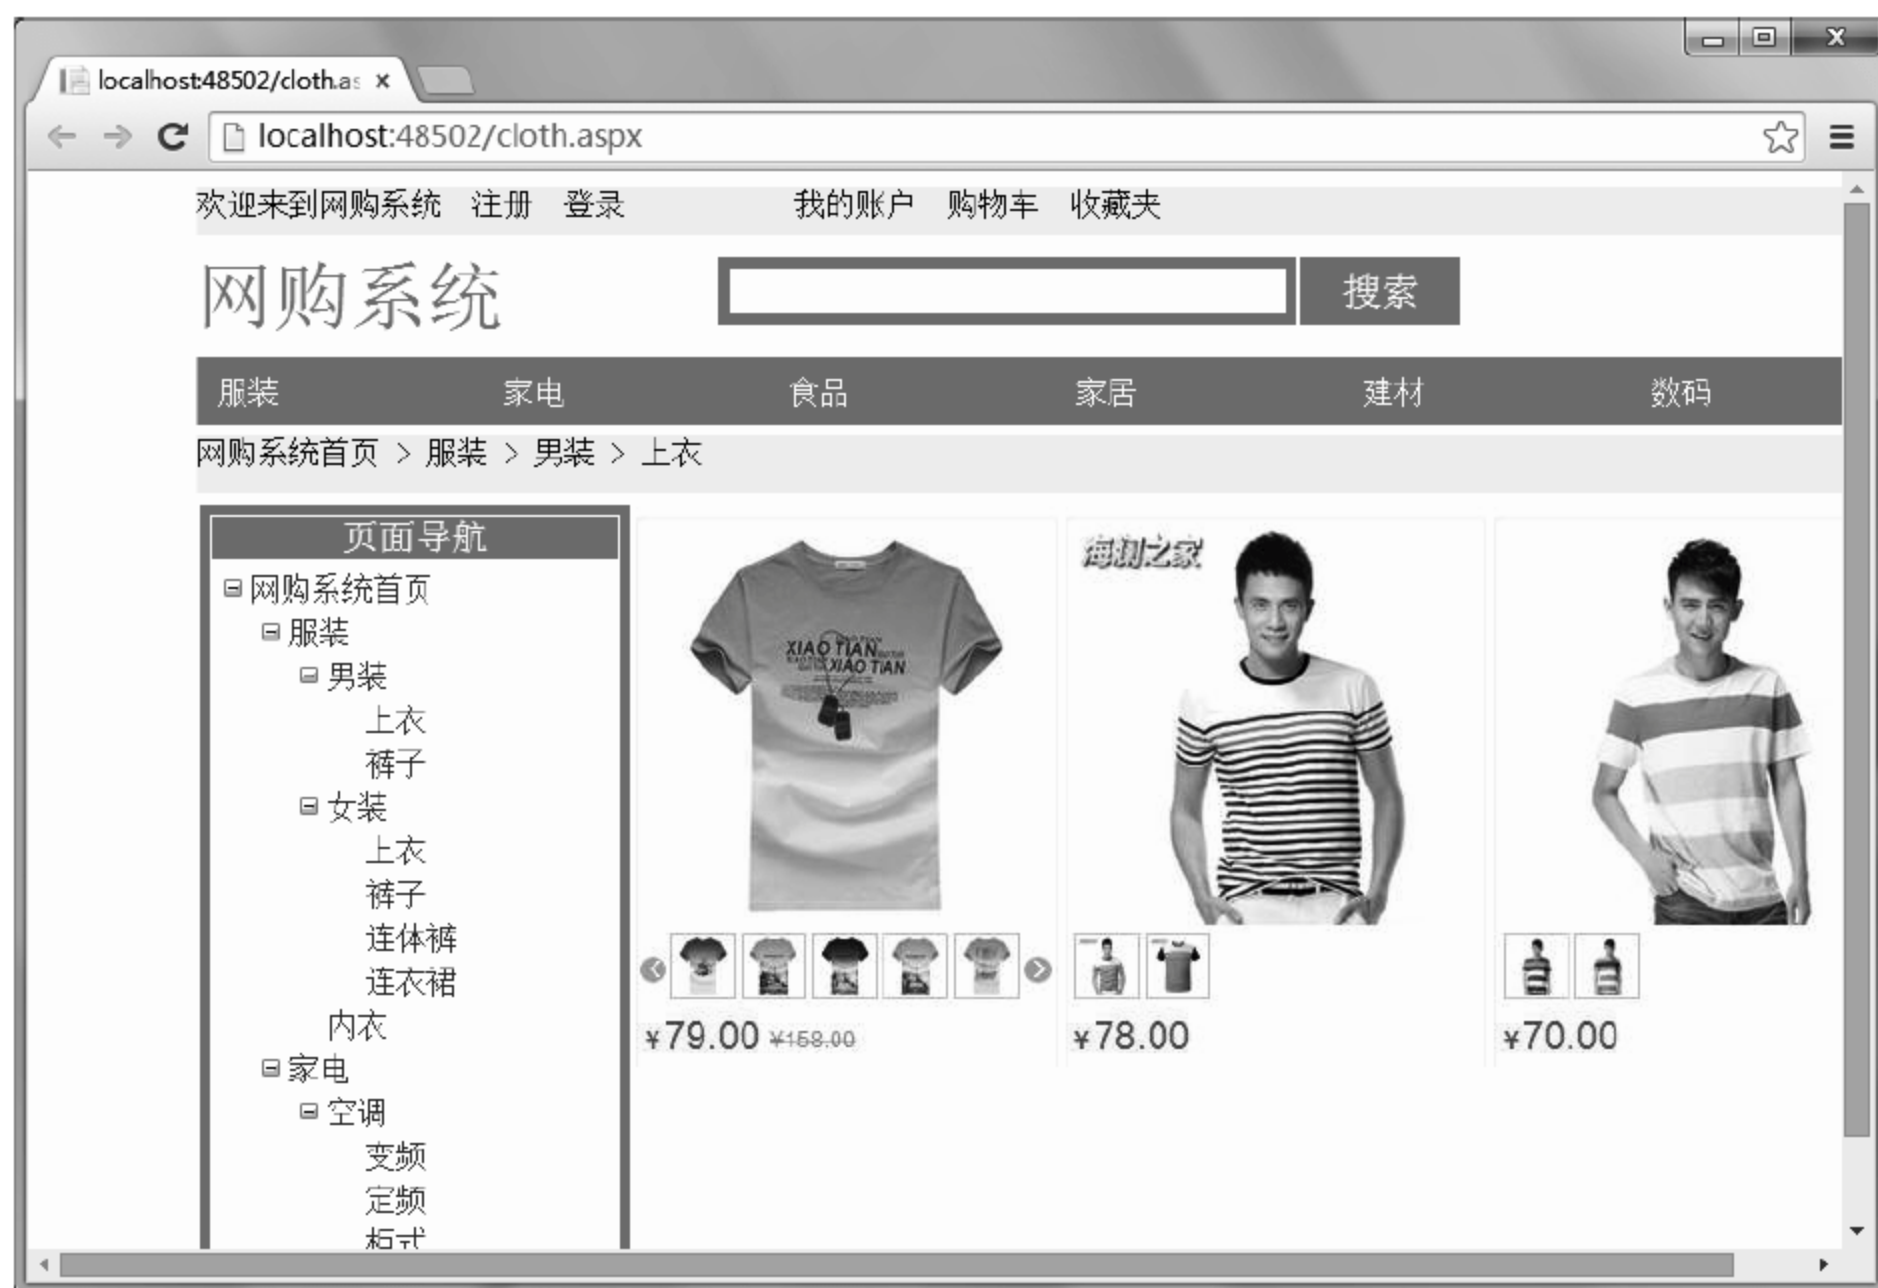 localhost:48502/cloth.as
localhost:48502/cloth.aspx
欢迎来到网购系统 注册 登录 我的账户 购物车 收藏夹
网购系统 搜索
服装 家电 食品 家居 建材 数码
网购系统首页 > 服装 > 男装 > 上衣
页面导航
网购系统首页
服装
男装
上衣
裤子
女装
上衣
裤子
连体裤
连衣裙
内衣
家电
空调
变频
定频
柜式
海澜之家
XIAO TIAN
XIAO TIAN
¥79.00 ¥158.00
¥78.00
¥70.00